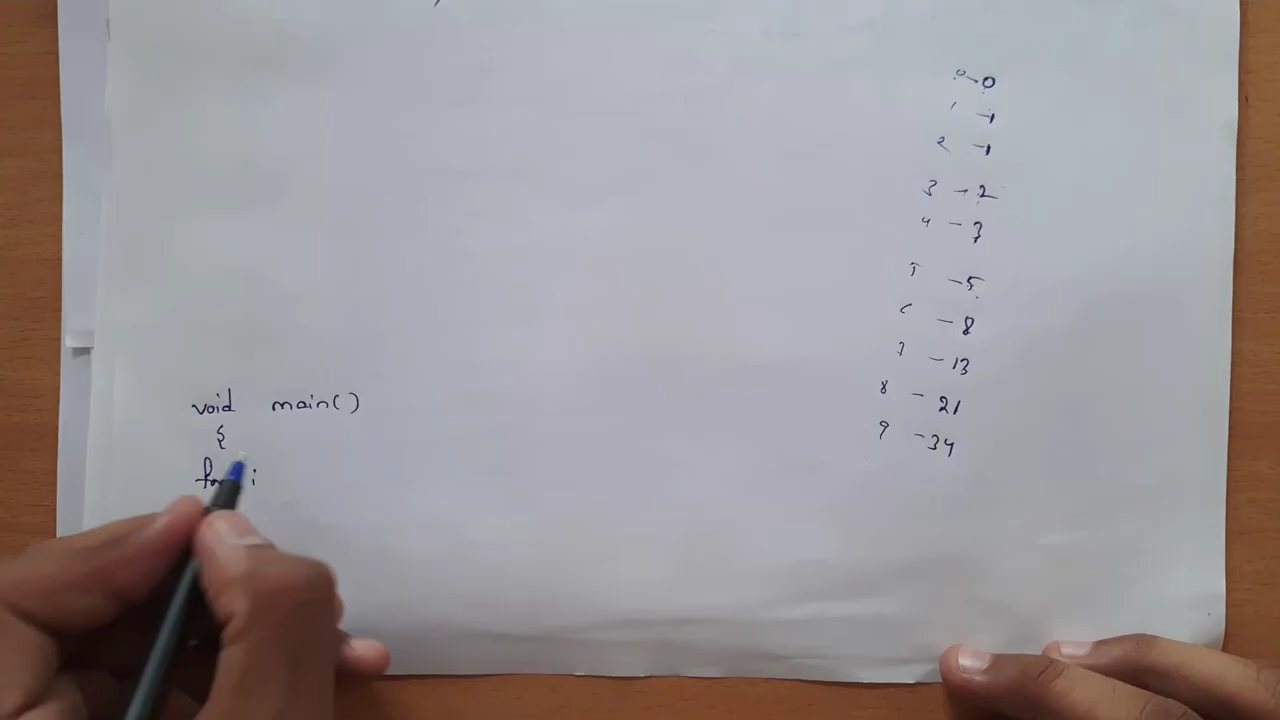 0 - 0
1 - 1
2 - 1
3 - 2
4 - 3
5 - 5
6 - 8
7 - 13
8 - 21
9 - 34
void main()
{
for i